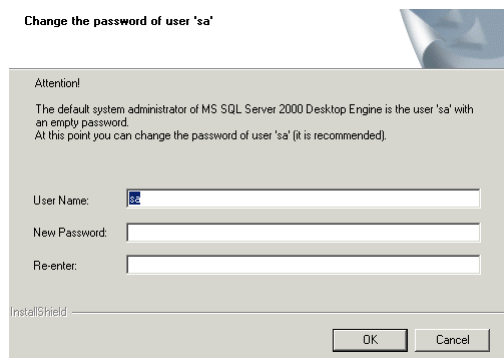 Change the password of user 'sa'
Attention!
The default system administrator of MS SQL Server 2000 Desktop Engine is the user 'sa' with
an empty password.
At this point you can change the password of user 'sa' (it is recommended).
User Name:
sa
New Password:
Re-enter:
InstallShield
OK
Cancel